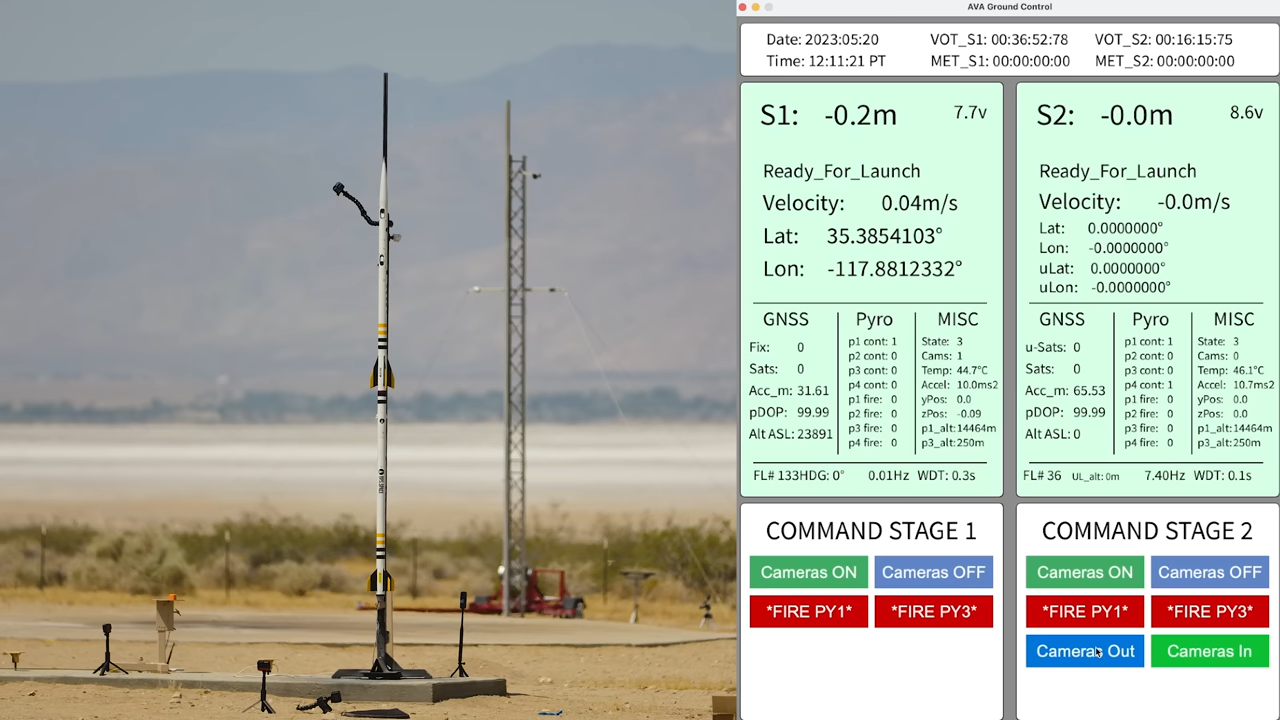 AVA Ground Control
Date: 2023:05:20 VOT_S1: 00:36:52:78 VOT_S2: 00:16:15:75
Time: 12:11:21 PT MET_S1: 00:00:00:00 MET_S2: 00:00:00:00
S1: -0.2m 7.7v
Ready_For_Launch
Velocity: 0.04m/s
Lat: 35.3854103°
Lon: -117.8812332°
GNSS Pyro MISC
Fix: 0
Sats: 0
Acc_m: 31.61
pDOP: 99.99
Alt ASL: 23891
p1 cont: 1
p2 cont: 0
p3 cont: 0
p4 cont: 0
p1 fire: 0
p2 fire: 0
p3 fire: 0
p4 fire: 0
State: 3
Cams: 1
Temp: 44.7°C
Accel: 10.0ms2
yPos: 0.0
zPos: -0.09
p1_alt:14464m
p3_alt:250m
FL# 133HDG: 0° 0.01Hz WDT: 0.3s
S2: -0.0m 8.6v
Ready_For_Launch
Velocity: -0.0m/s
Lat: 0.0000000°
Lon: -0.0000000°
uLat: 0.0000000°
uLon: -0.0000000°
GNSS Pyro MISC
u-Sats: 0
Sats: 0
Acc_m: 65.53
pDOP: 99.99
Alt ASL: 0
p1 cont: 1
p2 cont: 0
p3 cont: 0
p4 cont: 1
p1 fire: 0
p2 fire: 0
p3 fire: 0
p4 fire: 0
State: 3
Cams: 0
Temp: 46.1°C
Accel: 10.7ms2
yPos: 0.0
zPos: 0.0
p1_alt:14464m
p3_alt:250m
FL# 36 UL_alt: 0m 7.40Hz WDT: 0.1s
COMMAND STAGE 1
Cameras ON Cameras OFF
*FIRE PY1* *FIRE PY3*
COMMAND STAGE 2
Cameras ON Cameras OFF
*FIRE PY1* *FIRE PY3*
Cameras Out Cameras In